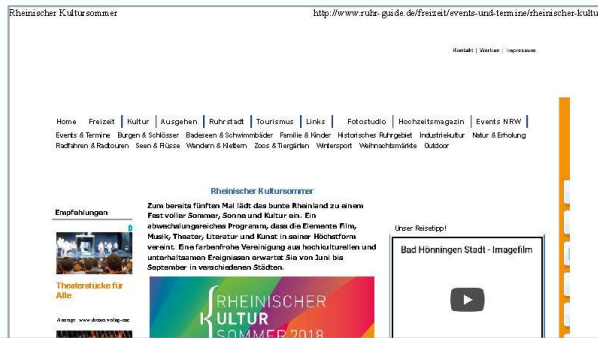 Rheinischer Kultursommer
http://www.ruhr-guide.de/freizeit/events-und-termine/rheinischer-kultu
Kontakt | Werben | Impressum
Home Freizeit | Kultur | Ausgehen | Ruhrstadt | Tourismus | Links | Fotostudio | Hochzeitsmagazin | Events NRW |
Events & Termine Burgen & Schlösser Badeseen & Schwimmbäder Familie & Kinder Historisches Ruhrgebiet Industriekultur Natur & Erholung
Radfahren & Radtouren Seen & Flüsse Wandern & Klettern Zoos & Tiergärten Wintersport Weihnachtsmärkte Outdoor
Rheinischer Kultursommer
Zum bereits fünften Mal lädt das bunte Rheinland zu einem
Fest voller Sommer, Sonne und Kultur ein. Ein
abwechslungsreiches Programm, dass die Elemente Film,
Musik, Theater, Literatur und Kunst in seiner Höchstform
vereint. Eine farbenfrohe Vereinigung aus hochkulturellen und
unterhaltsamen Ereignissen erwartet Sie von Juni bis
September in verschiedenen Städten.
RHEINISCHER
KULTUR
SOMMER 2018
Empfehlungen
Theaterstücke für
Alle
Anzeige
Unser Reisetipp!
Bad Hönningen Stadt - Imagefilm